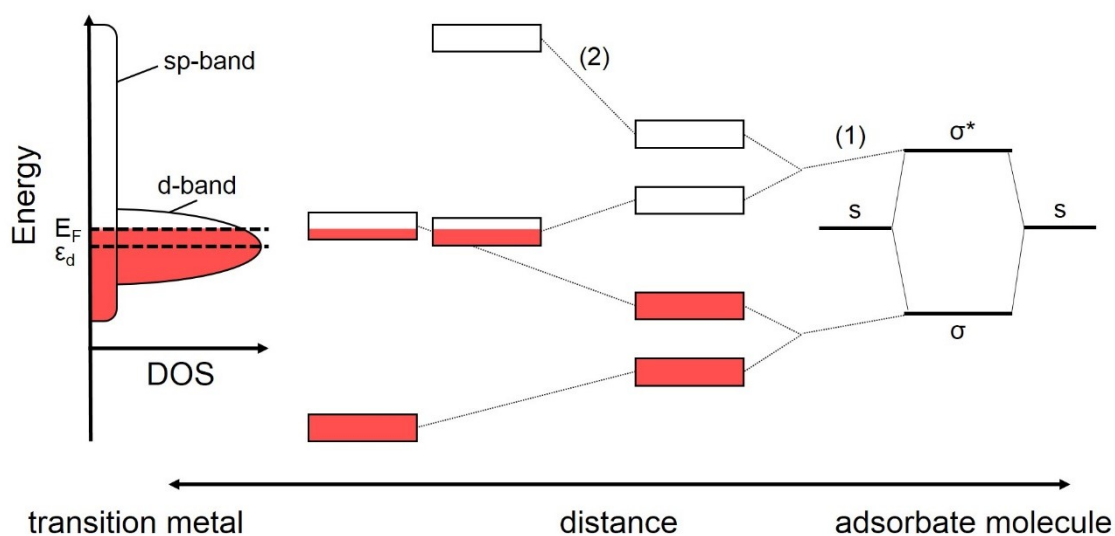 sp-band
(2)
(1)
σ*
d-band
s
s
Energy
E_F
ε_d
σ
DOS
transition metal
distance
adsorbate molecule